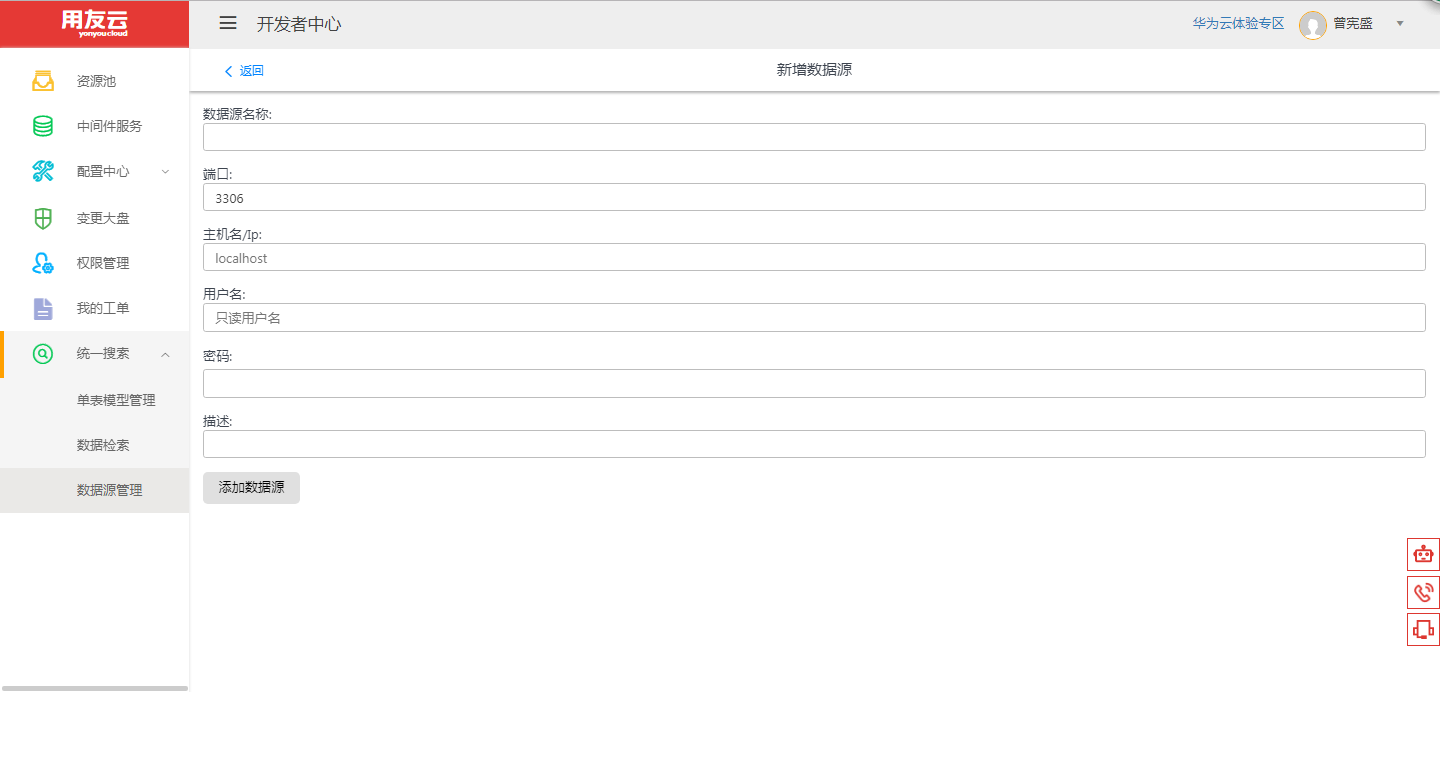 用友云
yonyoucloud
开发者中心
华为云体验专区
曾宪盛
资源池
中间件服务
配置中心
变更大盘
权限管理
我的工单
统一搜索
单表模型管理
数据检索
数据源管理
返回
新增数据源
数据源名称:
端口:
3306
主机名/Ip:
localhost
用户名:
只读用户名
密码:
描述:
添加数据源